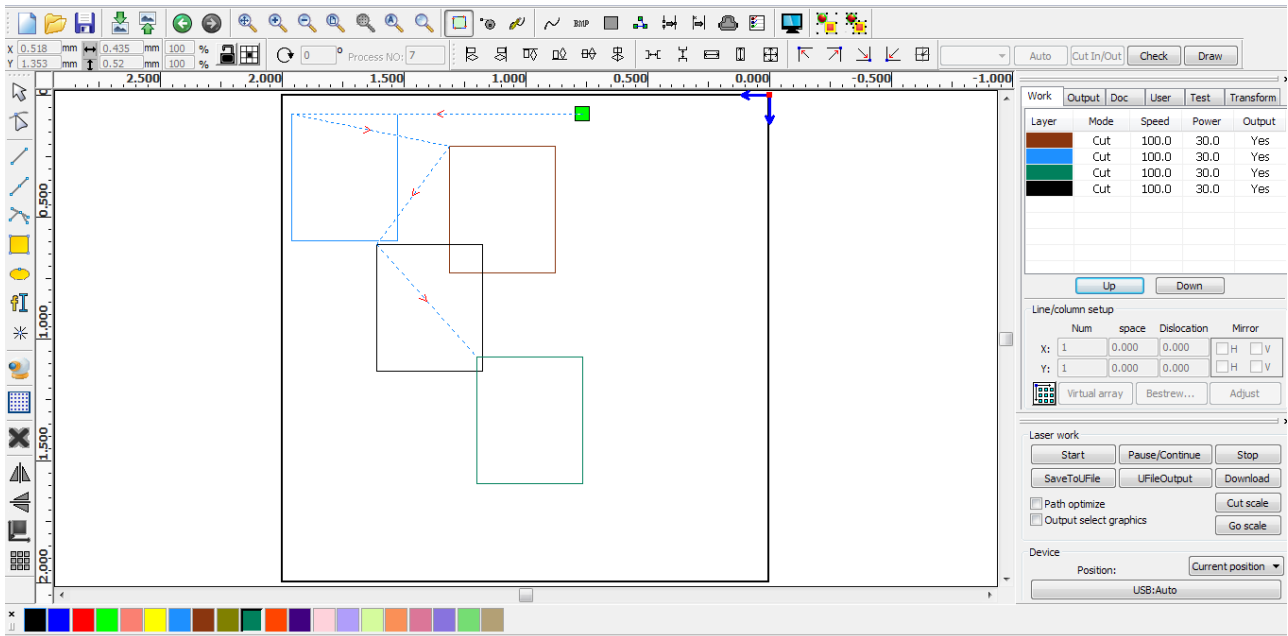 BMP
X 0.518 mm 0.435 mm 100 %
Y 1.353 mm 0.52 mm 100 %
0 ° Process NO: 7
Auto Cut In/Out Check Draw
2.500 2.000 1.500 1.000 0.500 0.000 -0.500 -1.000
0
0.500
1.000
1.500
2.000
Work Output Doc User Test Transform
Layer Mode Speed Power Output
Cut 100.0 30.0 Yes
Cut 100.0 30.0 Yes
Cut 100.0 30.0 Yes
Cut 100.0 30.0 Yes
Up Down
Line/column setup
Num space Dislocation Mirror
X: 1 0.000 0.000 H V
Y: 1 0.000 0.000 H V
Virtual array Bestrew... Adjust
Laser work
Start Pause/Continue Stop
SaveToUFile UFileOutput Download
Path optimize Cut scale
Output select graphics Go scale
Device
Position: Current position
USB:Auto